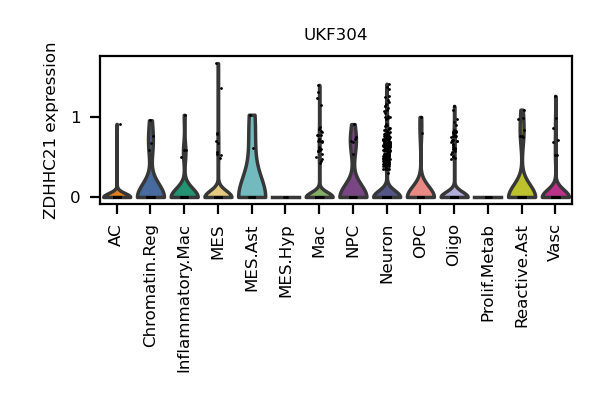 UKF304
ZDHHC21 expression
1
0
AC
Chromatin.Reg
Inflammatory.Mac
MES
MES.Ast
MES.Hyp
Mac
NPC
Neuron
OPC
Oligo
Prolif.Metab
Reactive.Ast
Vasc